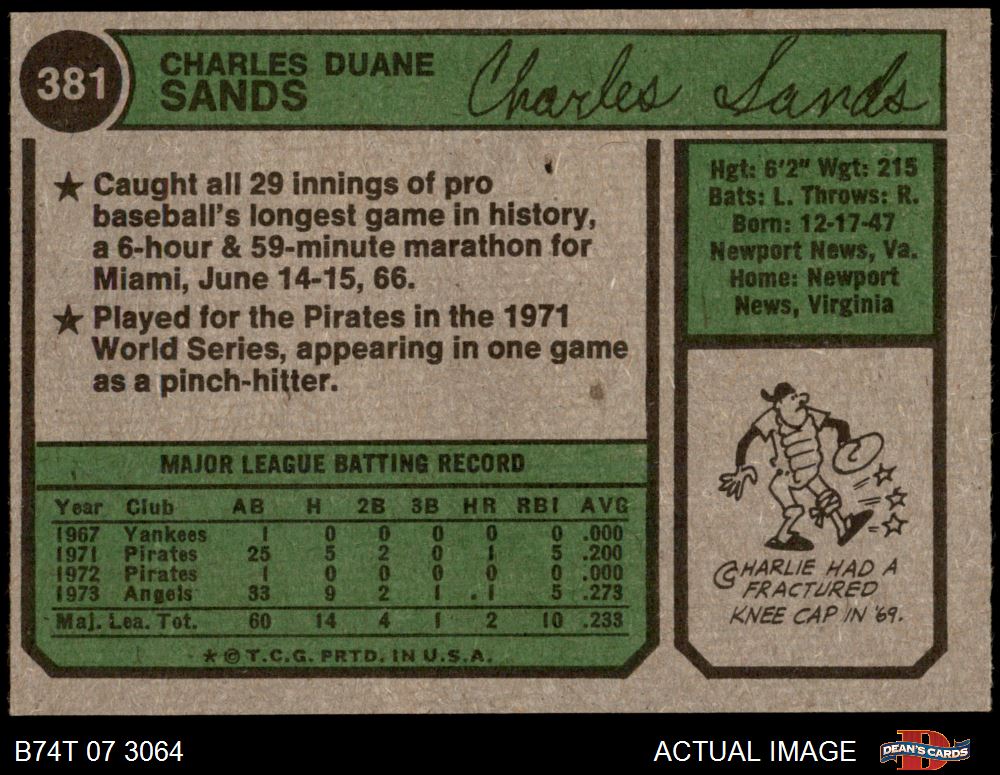 381
CHARLES DUANE
SANDS
Charles Sands
★ Caught all 29 innings of pro
baseball's longest game in history,
a 6-hour & 59-minute marathon for
Miami, June 14-15, 66.
★ Played for the Pirates in the 1971
World Series, appearing in one game
as a pinch-hitter.
Hgt: 6'2" Wgt: 215
Bats: L. Throws: R.
Born: 12-17-47
Newport News, Va.
Home: Newport
News, Virginia
MAJOR LEAGUE BATTING RECORD
Year Club AB H 2B 3B HR RBI AVG
1967 Yankees 1 0 0 0 0 0 .000
1971 Pirates 25 5 2 0 1 5 .200
1972 Pirates 1 0 0 0 0 0 .000
1973 Angels 33 9 2 1 1 5 .273
Maj. Lea. Tot. 60 14 4 1 2 10 .233
★ © T.C.G. PRTD. IN U.S.A.
CHARLIE HAD A
FRACTURED
KNEE CAP IN '69.
B74T 07 3064
ACTUAL IMAGE
DEAN'S CARDS